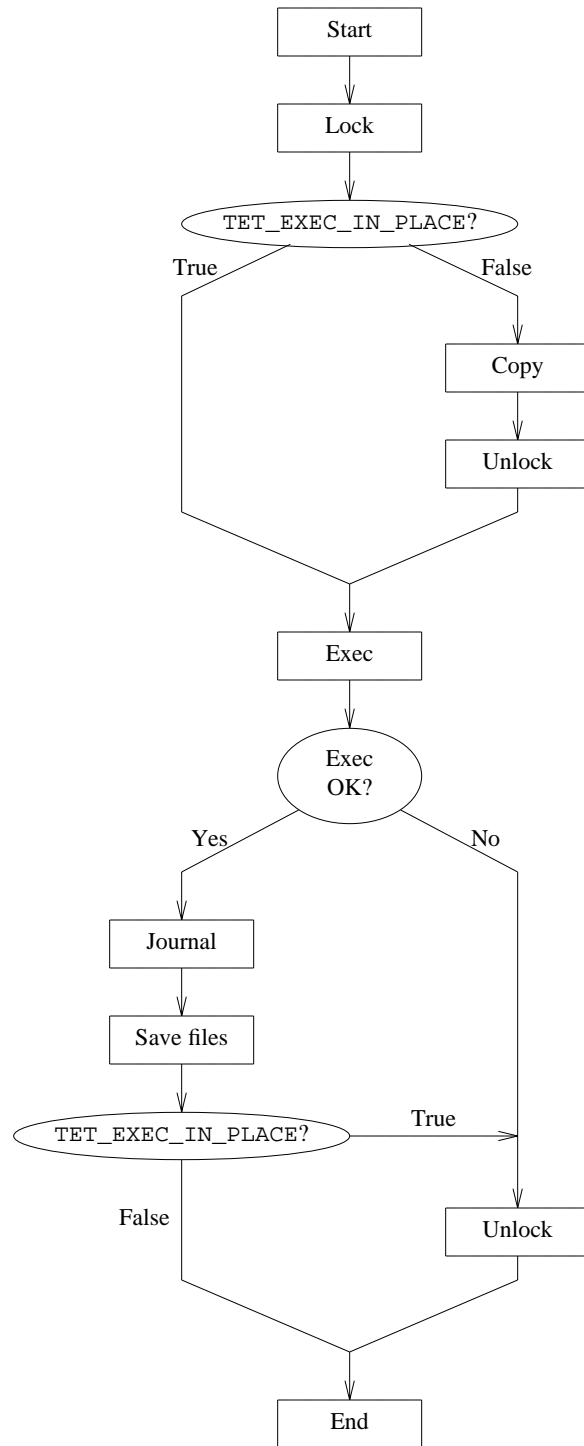 Start
Lock
TET_EXEC_IN_PLACE?
True
False
Copy
Unlock
Exec
Exec
OK?
Yes
No
Journal
Save files
TET_EXEC_IN_PLACE?
True
False
Unlock
End